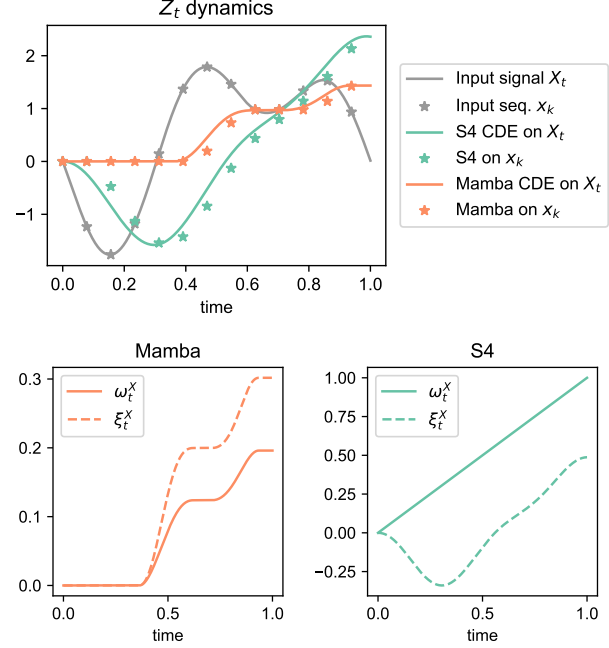 Z_t dynamics
2
1
0
−1
0.0 0.2 0.4 0.6 0.8 1.0
time
Input signal X_t
Input seq. x_k
S4 CDE on X_t
S4 on x_k
Mamba CDE on X_t
Mamba on x_k
Mamba
0.3
0.2
0.1
0.0
ω_t^X
ξ_t^X
0.0 0.5 1.0
time
S4
1.00
0.75
0.50
0.25
0.00
−0.25
ω_t^X
ξ_t^X
0.0 0.5 1.0
time